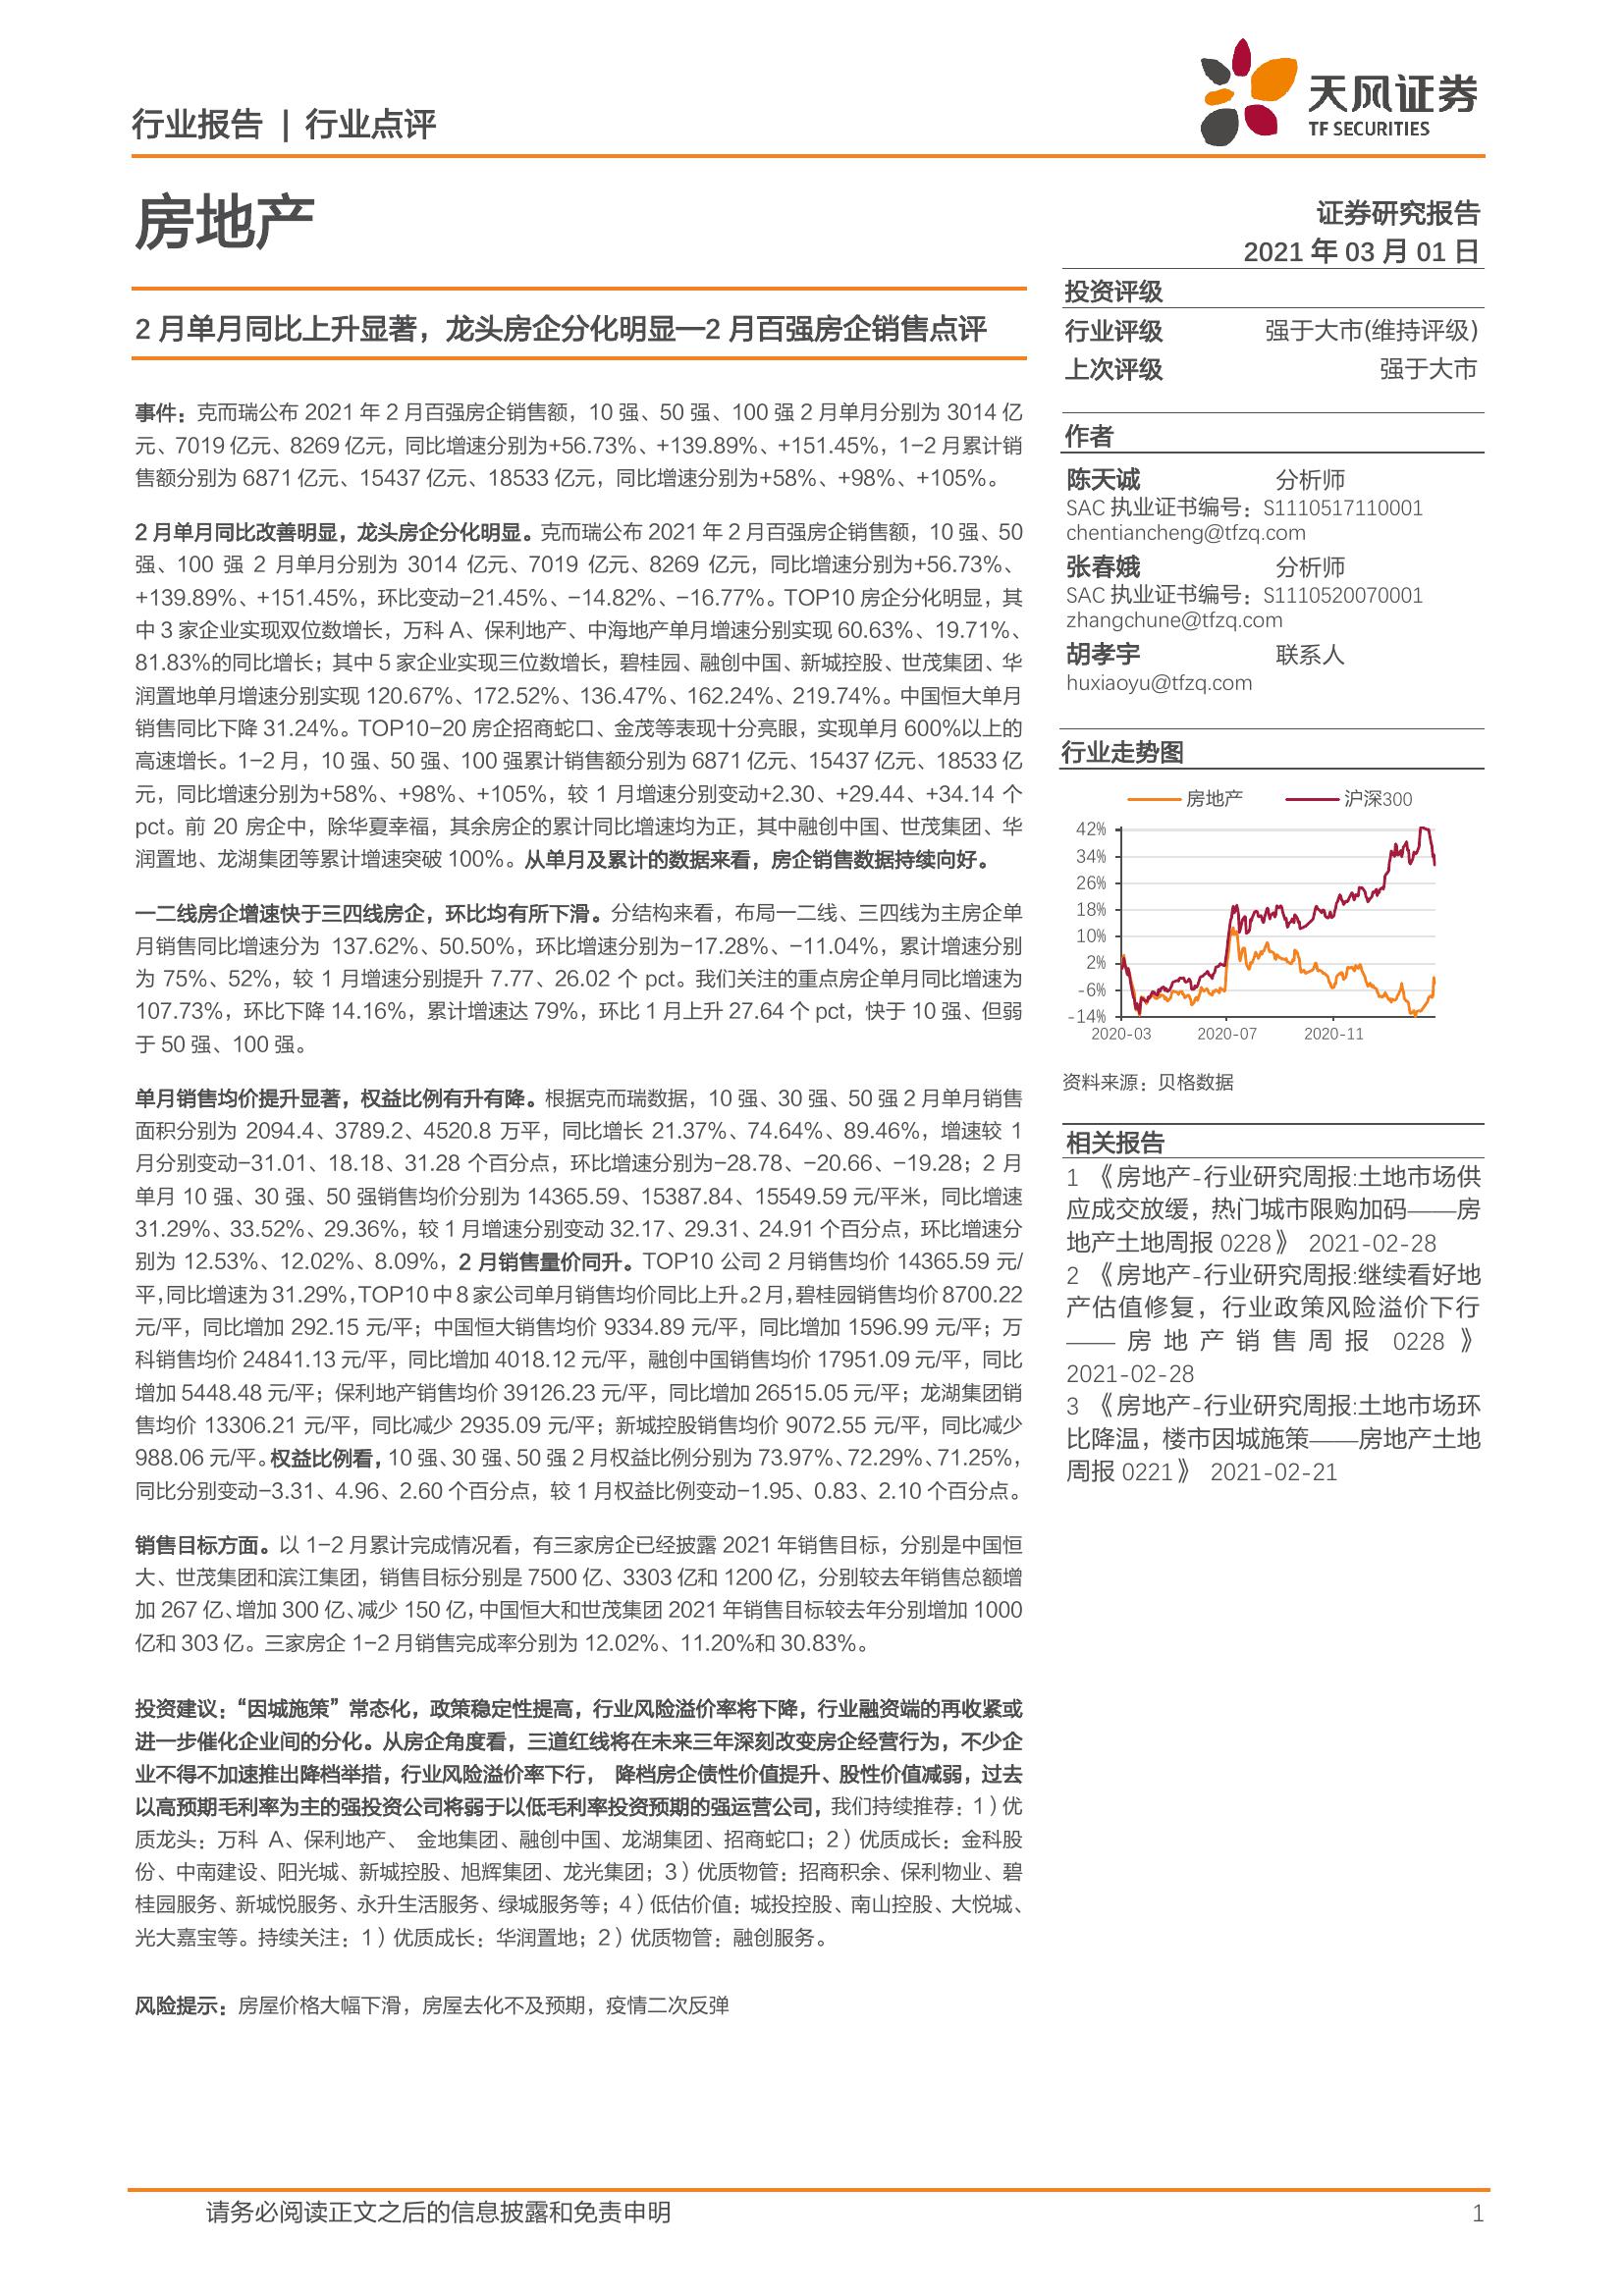 行业报告 | 行业点评
天风证券
TF SECURITIES
房地产
证券研究报告
2021 年 03 月 01 日
2 月单月同比上升显著，龙头房企分化明显—2 月百强房企销售点评
事件：克而瑞公布 2021 年 2 月百强房企销售额，10 强、50 强、100 强 2 月单月分别为 3014 亿
元、7019 亿元、8269 亿元，同比增速分别为+56.73%、+139.89%、+151.45%，1-2 月累计销
售额分别为 6871 亿元、15437 亿元、18533 亿元，同比增速分别为+58%、+98%、+105%。
2 月单月同比改善明显，龙头房企分化明显。克而瑞公布 2021 年 2 月百强房企销售额，10 强、50
强、100 强 2 月单月分别为 3014 亿元、7019 亿元、8269 亿元，同比增速分别为+56.73%、
+139.89%、+151.45%，环比变动-21.45%、-14.82%、-16.77%。TOP10 房企分化明显，其
中 3 家企业实现双位数增长，万科 A、保利地产、中海地产单月增速分别实现 60.63%、19.71%、
81.83%的同比增长；其中 5 家企业实现三位数增长，碧桂园、融创中国、新城控股、世茂集团、华
润置地单月增速分别实现 120.67%、172.52%、136.47%、162.24%、219.74%。中国恒大单月
销售同比下降 31.24%。TOP10-20 房企招商蛇口、金茂等表现十分亮眼，实现单月 600%以上的
高速增长。1-2 月，10 强、50 强、100 强累计销售额分别为 6871 亿元、15437 亿元、18533 亿
元，同比增速分别为+58%、+98%、+105%，较 1 月增速分别变动+2.30、+29.44、+34.14 个
pct。前 20 房企中，除华夏幸福，其余房企的累计同比增速均为正，其中融创中国、世茂集团、华
润置地、龙湖集团等累计增速突破 100%。从单月及累计的数据来看，房企销售数据持续向好。
一二线房企增速快于三四线房企，环比均有所下滑。分结构来看，布局一二线、三四线为主房企单
月销售同比增速分为 137.62%、50.50%，环比增速分别为-17.28%、-11.04%，累计增速分别
为 75%、52%，较 1 月增速分别提升 7.77、26.02 个 pct。我们关注的重点房企单月同比增速为
107.73%，环比下降 14.16%，累计增速达 79%，环比 1 月上升 27.64 个 pct，快于 10 强、但弱
于 50 强、100 强。
单月销售均价提升显著，权益比例有升有降。根据克而瑞数据，10 强、30 强、50 强 2 月单月销售
面积分别为 2094.4、3789.2、4520.8 万平，同比增长 21.37%、74.64%、89.46%，增速较 1
月分别变动-31.01、18.18、31.28 个百分点，环比增速分别为-28.78、-20.66、-19.28；2 月
单月 10 强、30 强、50 强销售均价分别为 14365.59、15387.84、15549.59 元/平米，同比增速
31.29%、33.52%、29.36%，较 1 月增速分别变动 32.17、29.31、24.91 个百分点，环比增速分
别为 12.53%、12.02%、8.09%，2 月销售量价同升。TOP10 公司 2 月销售均价 14365.59 元/
平，同比增速为 31.29%，TOP10 中 8 家公司单月销售均价同比上升。2 月，碧桂园销售均价 8700.22
元/平，同比增加 292.15 元/平；中国恒大销售均价 9334.89 元/平，同比增加 1596.99 元/平；万
科销售均价 24841.13 元/平，同比增加 4018.12 元/平，融创中国销售均价 17951.09 元/平，同比
增加 5448.48 元/平；保利地产销售均价 39126.23 元/平，同比增加 26515.05 元/平；龙湖集团销
售均价 13306.21 元/平，同比减少 2935.09 元/平；新城控股销售均价 9072.55 元/平，同比减少
988.06 元/平。权益比例看，10 强、30 强、50 强 2 月权益比例分别为 73.97%、72.29%、71.25%，
同比分别变动-3.31、4.96、2.60 个百分点，较 1 月权益比例变动-1.95、0.83、2.10 个百分点。
销售目标方面。以 1-2 月累计完成情况看，有三家房企已经披露 2021 年销售目标，分别是中国恒
大、世茂集团和滨江集团，销售目标分别是 7500 亿、3303 亿和 1200 亿，分别较去年销售总额增
加 267 亿、增加 300 亿、减少 150 亿，中国恒大和世茂集团 2021 年销售目标较去年分别增加 1000
亿和 303 亿。三家房企 1-2 月销售完成率分别为 12.02%、11.20%和 30.83%。
投资建议：“因城施策”常态化，政策稳定性提高，行业风险溢价率将下降，行业融资端的再收紧或
进一步催化企业间的分化。从房企角度看，三道红线将在未来三年深刻改变房企经营行为，不少企
业不得不加速推出降档举措，行业风险溢价率下行， 降档房企债性价值提升、股性价值减弱，过去
以高预期毛利率为主的强投资公司将弱于以低毛利率投资预期的强运营公司，我们持续推荐：1）优
质龙头：万科 A、保利地产、 金地集团、融创中国、龙湖集团、招商蛇口；2）优质成长：金科股
份、中南建设、阳光城、新城控股、旭辉集团、龙光集团；3）优质物管：招商积余、保利物业、碧
桂园服务、新城悦服务、永升生活服务、绿城服务等；4）低估价值：城投控股、南山控股、大悦城、
光大嘉宝等。持续关注：1）优质成长：华润置地；2）优质物管：融创服务。
风险提示：房屋价格大幅下滑，房屋去化不及预期，疫情二次反弹
投资评级
行业评级 强于大市(维持评级)
上次评级 强于大市
作者
陈天诚 分析师
SAC 执业证书编号：S1110517110001
chentiancheng@tfzq.com
张春娥 分析师
SAC 执业证书编号：S1110520070001
zhangchune@tfzq.com
胡孝宇 联系人
huxiaoyu@tfzq.com
行业走势图
房地产 沪深300
42%
34%
26%
18%
10%
2%
-6%
-14%
2020-03 2020-07 2020-11
资料来源：贝格数据
相关报告
1 《房地产-行业研究周报:土地市场供
应成交放缓，热门城市限购加码——房
地产土地周报 0228》 2021-02-28
2 《房地产-行业研究周报:继续看好地
产估值修复，行业政策风险溢价下行
—— 房 地 产 销 售 周 报 0228 》
2021-02-28
3 《房地产-行业研究周报:土地市场环
比降温，楼市因城施策——房地产土地
周报 0221》 2021-02-21
请务必阅读正文之后的信息披露和免责申明 1